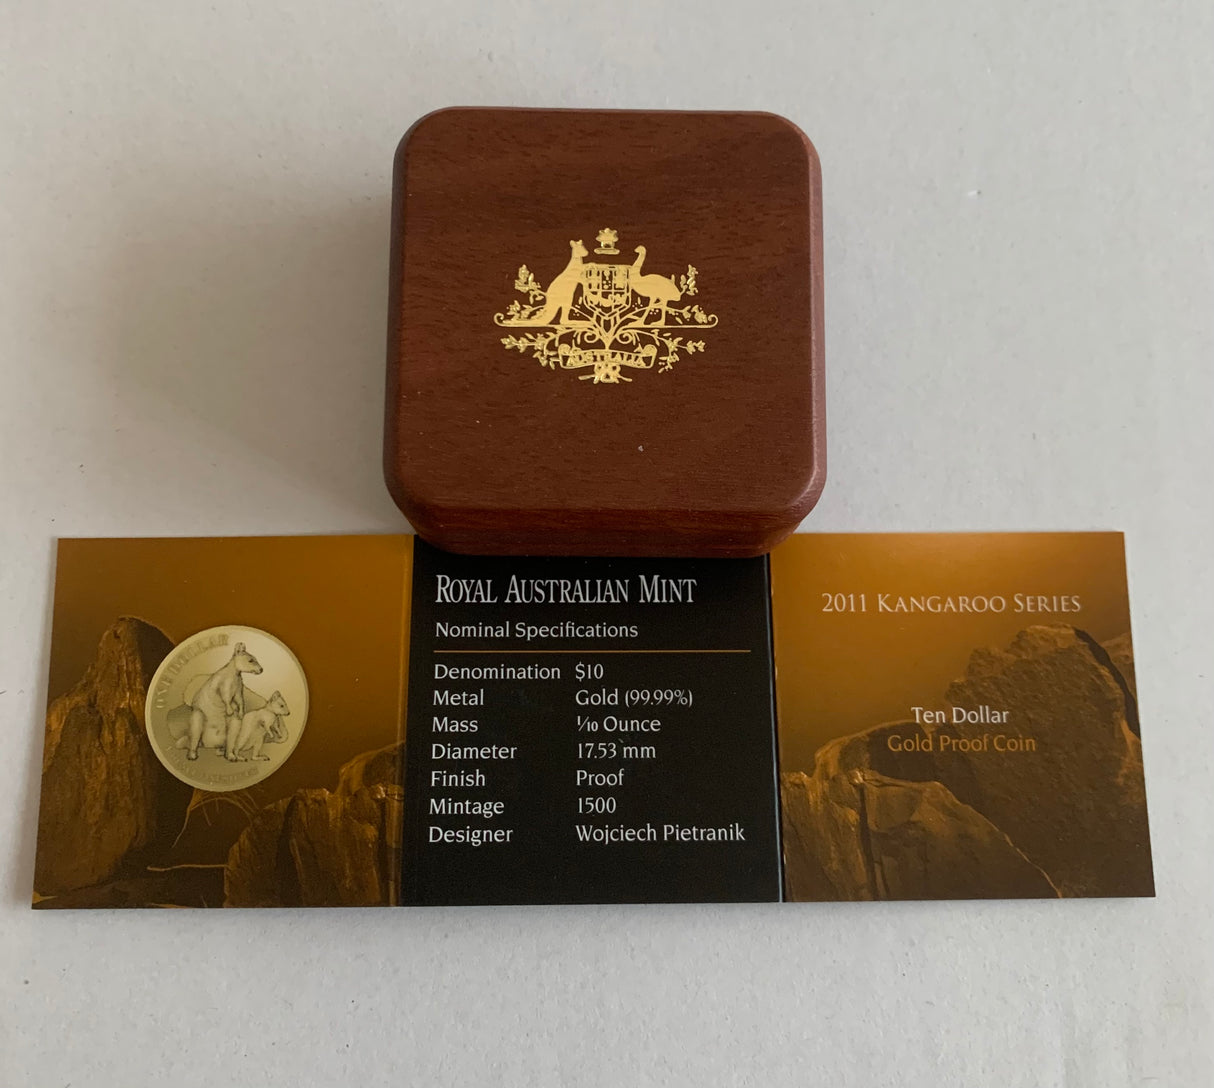 AUSTRALIA
ONE DOLLAR
ROYAL AUSTRALIAN MINT
Nominal Specifications
Denomination $10
Metal Gold (99.99%)
Mass 1/10 Ounce
Diameter 17.53 mm
Finish Proof
Mintage 1500
Designer Wojciech Pietranik
2011 KANGAROO SERIES
Ten Dollar
Gold Proof Coin